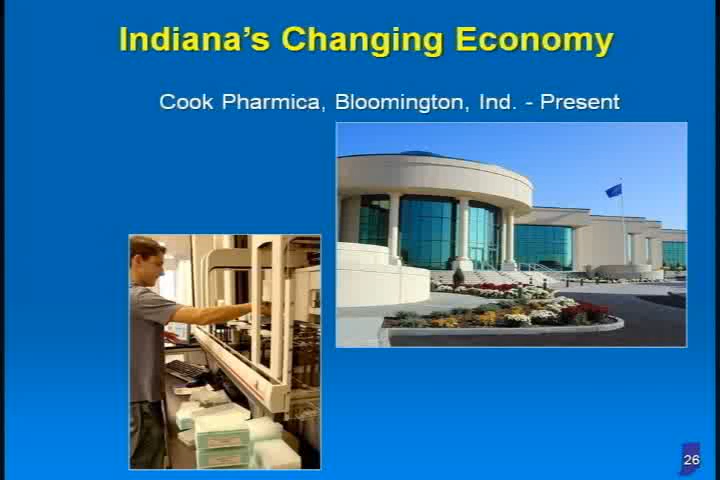 Indiana's Changing Economy
Cook Pharmica, Bloomington, Ind. - Present
26